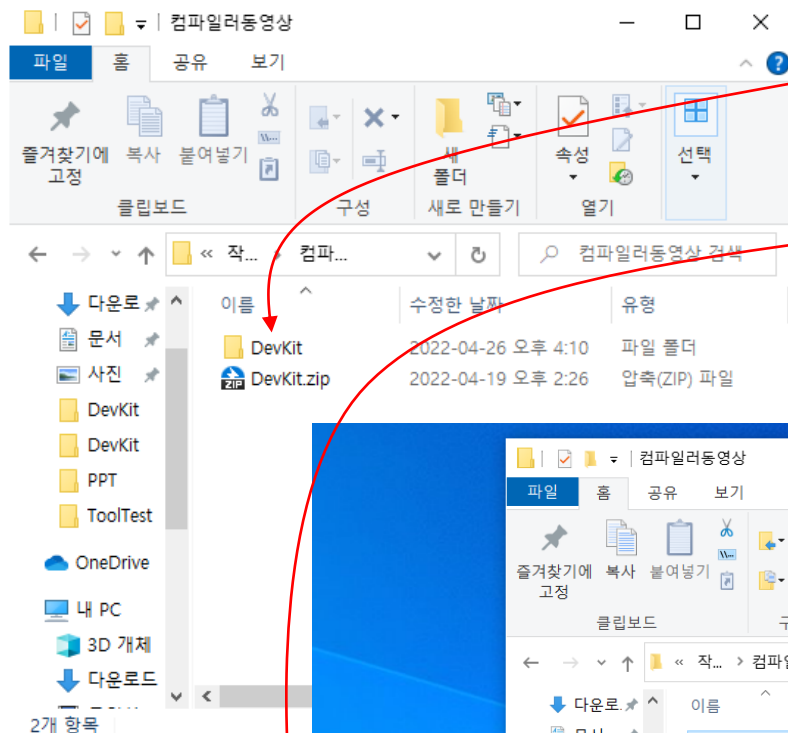 컴파일러동영상
파일 홈 공유 보기
즐겨찾기에 고정
복사
붙여넣기
새 폴더
속성
선택
클립보드
구성
새로 만들기
열기
« 작... › 컴파...
컴파일러동영상 검색
이름
수정한 날짜
유형
다운로
문서
사진
DevKit
DevKit
PPT
ToolTest
OneDrive
내 PC
3D 개체
다운로드
DevKit 2022-04-26 오후 4:10 파일 폴더
DevKit.zip 2022-04-19 오후 2:26 압축(ZIP) 파일
2개 항목
컴파일러동영상
파일 홈 공유 보기
즐겨찾기에 고정
복사
붙여넣기
클립보드
« 작... › 컴파일
다운로.
이름